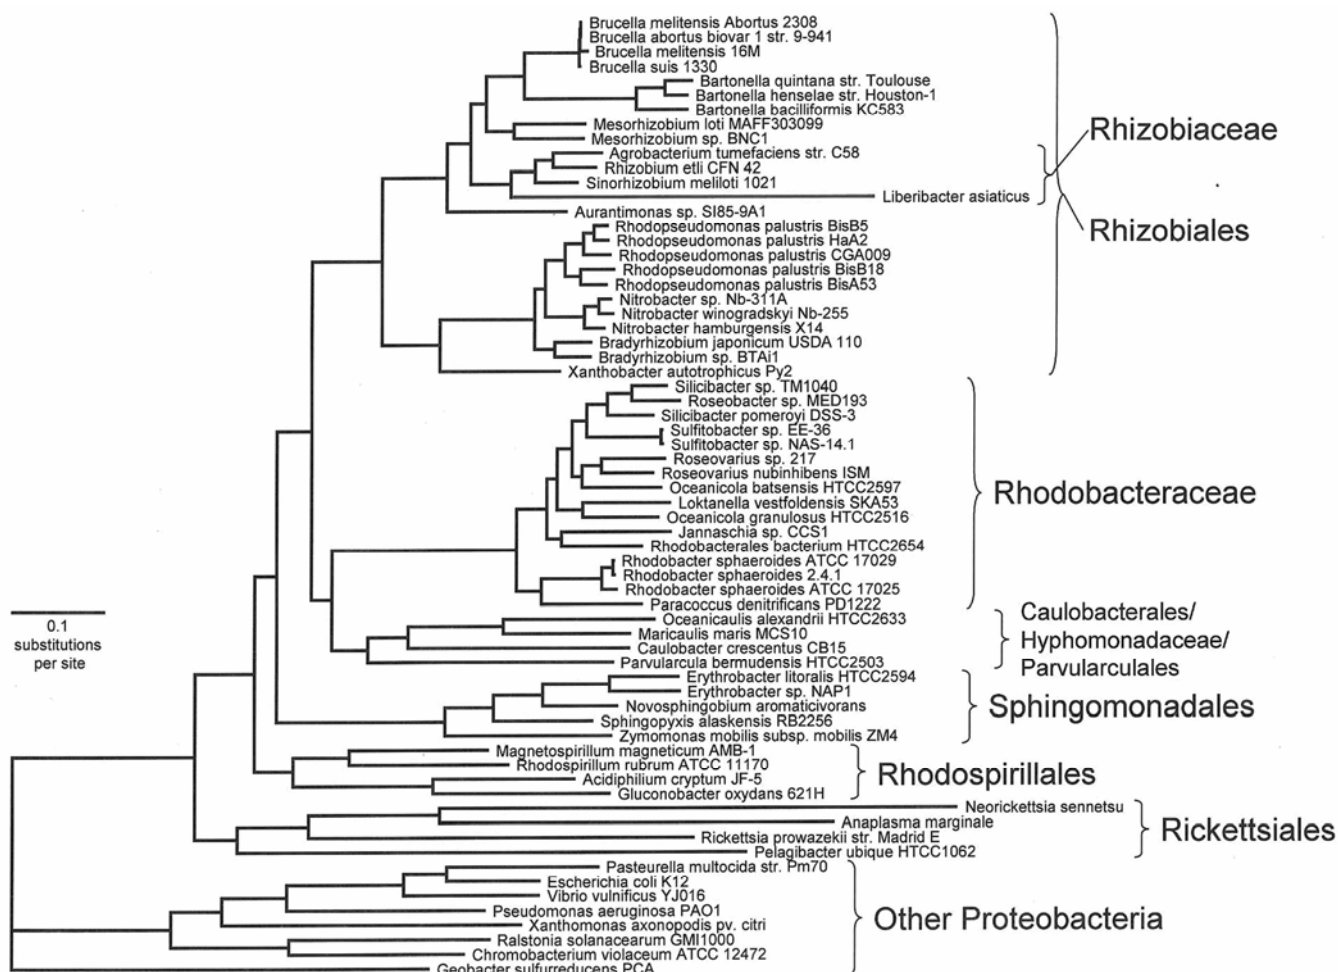 Brucella melitensis Abortus 2308
Brucella abortus biovar 1 str. 9-941
Brucella melitensis 16M
Brucella suis 1330
Bartonella quintana str. Toulouse
Bartonella henselae str. Houston-1
Bartonella bacilliformis KC583
Mesorhizobium loti MAFF303099
Mesorhizobium sp. BNC1
Agrobacterium tumefaciens str. C58
Rhizobium etli CFN 42
Sinorhizobium meliloti 1021
Liberibacter asiaticus
Aurantimonas sp. SI85-9A1
Rhodopseudomonas palustris BisB5
Rhodopseudomonas palustris HaA2
Rhodopseudomonas palustris CGA009
Rhodopseudomonas palustris BisB18
Rhodopseudomonas palustris BisA53
Nitrobacter sp. Nb-311A
Nitrobacter winogradskyi Nb-255
Nitrobacter hamburgensis X14
Bradyrhizobium japonicum USDA 110
Bradyrhizobium sp. BTAi1
Xanthobacter autotrophicus Py2
Rhizobiaceae
Rhizobiales
Silicibacter sp. TM1040
Roseobacter sp. MED193
Silicibacter pomeroyi DSS-3
Sulfitobacter sp. EE-36
Sulfitobacter sp. NAS-14.1
Roseovarius sp. 217
Roseovarius nubinhibens ISM
Oceanicola batsensis HTCC2597
Loktanella vestfoldensis SKA53
Oceanicola granulosus HTCC2516
Jannaschia sp. CCS1
Rhodobacterales bacterium HTCC2654
Rhodobacter sphaeroides ATCC 17029
Rhodobacter sphaeroides 2.4.1
Rhodobacter sphaeroides ATCC 17025
Paracoccus denitrificans PD1222
Rhodobacteraceae
Oceanicaulis alexandrii HTCC2633
Maricaulis maris MCS10
Caulobacter crescentus CB15
Parvularcula bermudensis HTCC2503
Caulobacterales/
Hyphomonadaceae/
Parvularculales
0.1
substitutions
per site
Erythrobacter litoralis HTCC2594
Erythrobacter sp. NAP1
Novosphingobium aromaticivorans
Sphingopyxis alaskensis RB2256
Zymomonas mobilis subsp. mobilis ZM4
Sphingomonadales
Magnetospirillum magneticum AMB-1
Rhodospirillum rubrum ATCC 11170
Acidiphilium cryptum JF-5
Gluconobacter oxydans 621H
Rhodospirillales
Neorickettsia sennetsu
Anaplasma marginale
Rickettsia prowazekii str. Madrid E
Pelagibacter ubique HTCC1062
Rickettsiales
Pasteurella multocida str. Pm70
Escherichia coli K12
Vibrio vulnificus YJ016
Pseudomonas aeruginosa PAO1
Xanthomonas axonopodis pv. citri
Ralstonia solanacearum GMI1000
Chromobacterium violaceum ATCC 12472
Geobacter sulfurreducens PCA
Other Proteobacteria